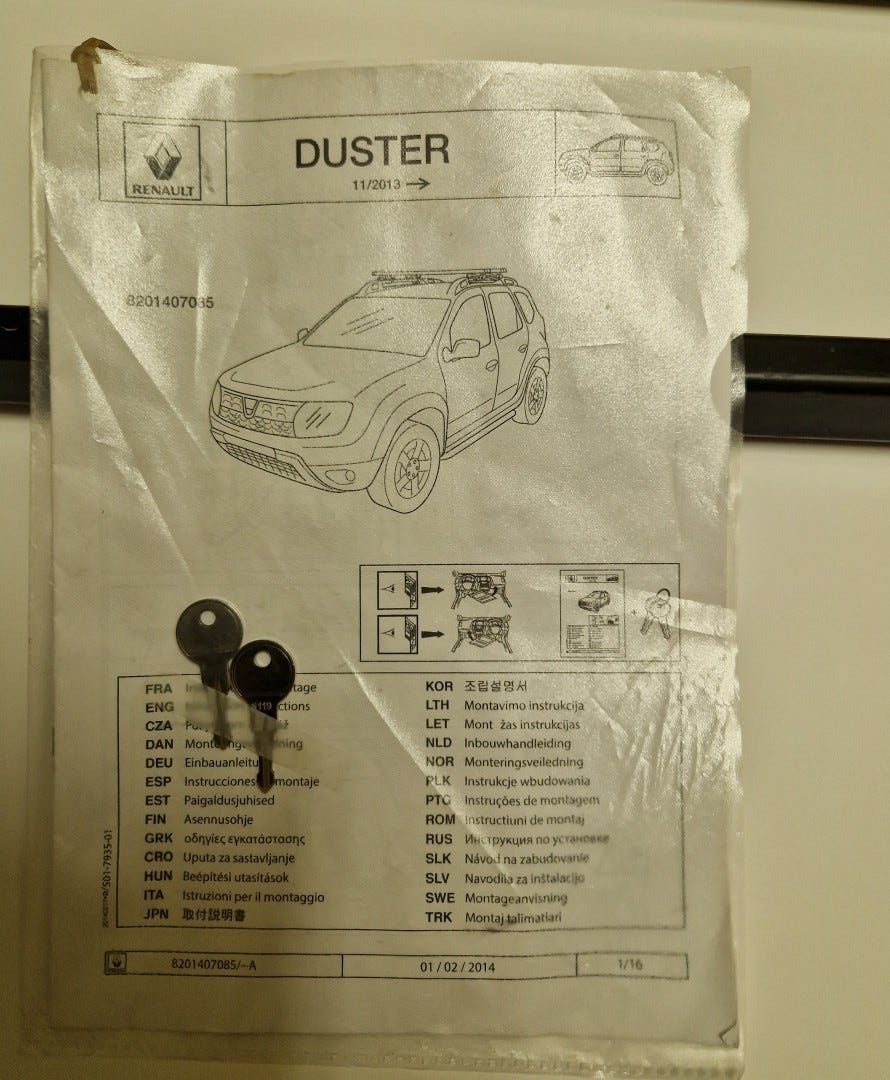 RENAULT
DUSTER
11/2013
8201407085
FRA
ENG
CZA
DAN
DEU Einbauanleitu
ESP Instrucciones montaje
EST Paigaldusjuhised
FIN Asennusohje
GRK οδηγίες εγκατάστασης
CRO Uputa za sastavljanje
HUN Beépítési utasítások
ITA Istruzioni per il montaggio
JPN 取付説明書
KOR 조립설명서
LTH Montavimo instrukcija
LET Mont žas instrukcijas
NLD Inbouwhandleiding
NOR Monteringsveiledning
PLK Instrukcje wbudowania
PTG Instruções de montagem
ROM Instructiuni de montaj
RUS Инструкция по установке
SLK Návod na zabudovanie
SLV Navodila za inštalacijo
SWE Montageanvisning
TRK Montaj talimatlari
8201407085/--A
01 / 02 / 2014
1/16